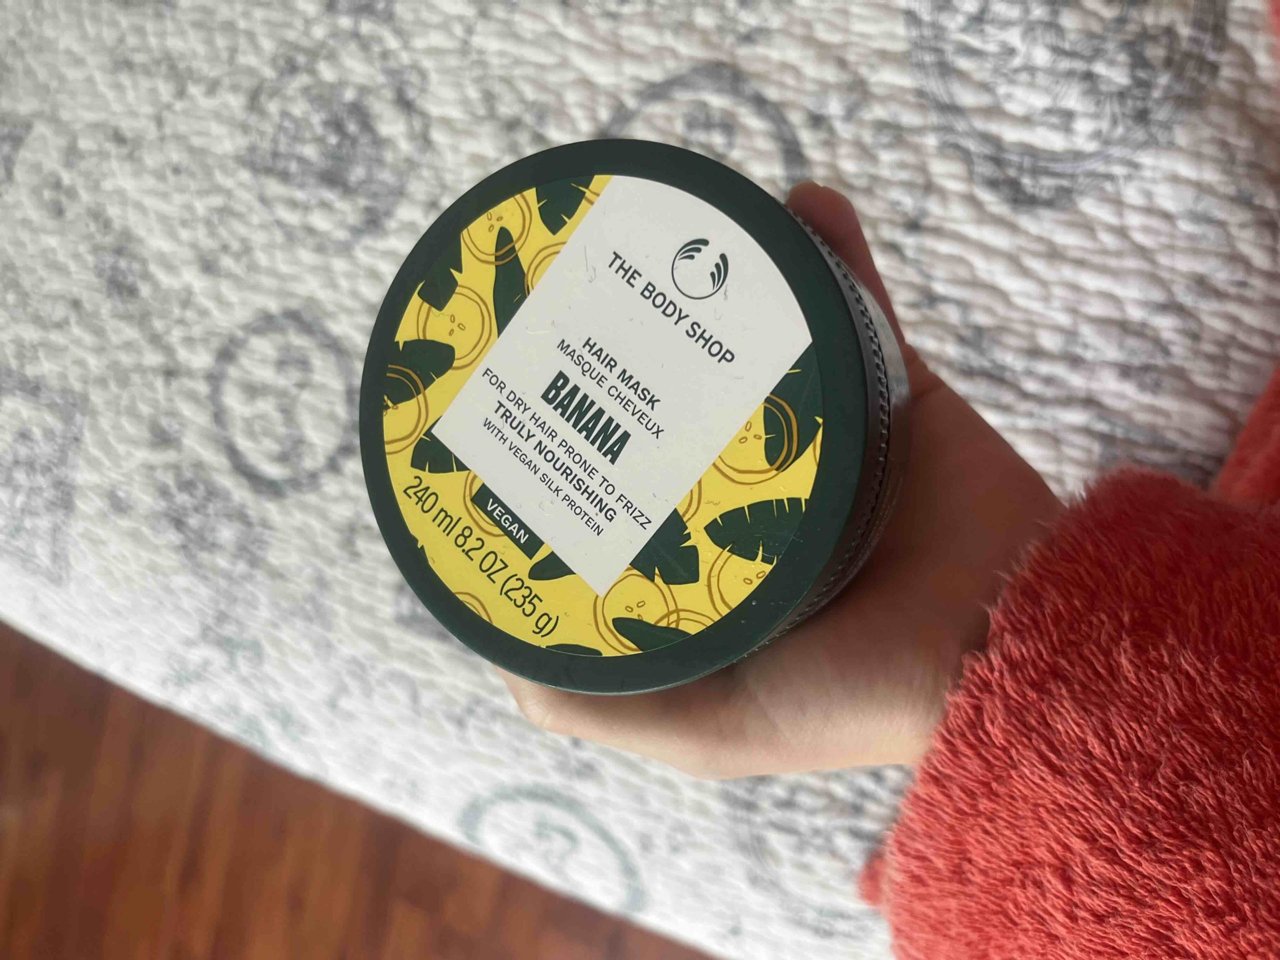 THE BODY SHOP
HAIR MASK
MASQUE CHEVEUX
BANANA
FOR DRY HAIR PRONE TO FRIZZ
TRULY NOURISHING
WITH VEGAN SILK PROTEIN
VEGAN
240 ml 8.2 OZ (235 g)